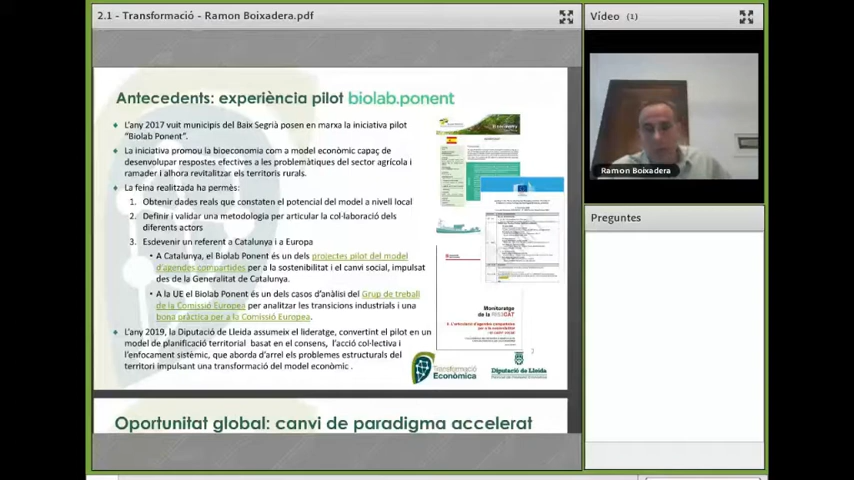 2.1 - Transformació - Ramon Boixadera.pdf
Antecedents: experiència pilot biolab.ponent
L'any 2017 vuit municipis del Baix Segrià posen en marxa la iniciativa pilot
"Biolab Ponent".
La iniciativa promou la bioeconomia com a model econòmic capaç de
desenvolupar respostes efectives a les problemàtiques del sector agrícola i
ramader i alhora revitalitzar els territoris rurals.
La feina realitzada ha permès:
1. Obtenir dades reals que constaten el potencial del model a nivell local
2. Definir i validar una metodologia per articular la col·laboració dels
diferents actors
3. Esdevenir un referent a Catalunya i a Europa
• A Catalunya, el Biolab Ponent és un dels projectes pilot del model
d'agendes compartides per a la sostenibilitat i el canvi social, impulsat
des de la Generalitat de Catalunya.
• A la UE el Biolab Ponent és un dels casos d'anàlisi del Grup de treball
de la Comissió Europea per analitzar les transicions industrials i una
bona pràctica per a la Comissió Europea.
L'any 2019, la Diputació de Lleida assumeix el lideratge, convertint el pilot en un
model de planificació territorial basat en el consens, l'acció col·lectiva i
l'enfocament sistèmic, que aborda d'arrel els problemes estructurals del
territori impulsant una transformació del model econòmic .
Monitoratge
de la RIS3CAT
Transformació
Econòmica
Diputació de Lleida
3
Oportunitat global: canvi de paradigma accelerat
Vídeo (1)
Ramon Boixadera
Preguntes